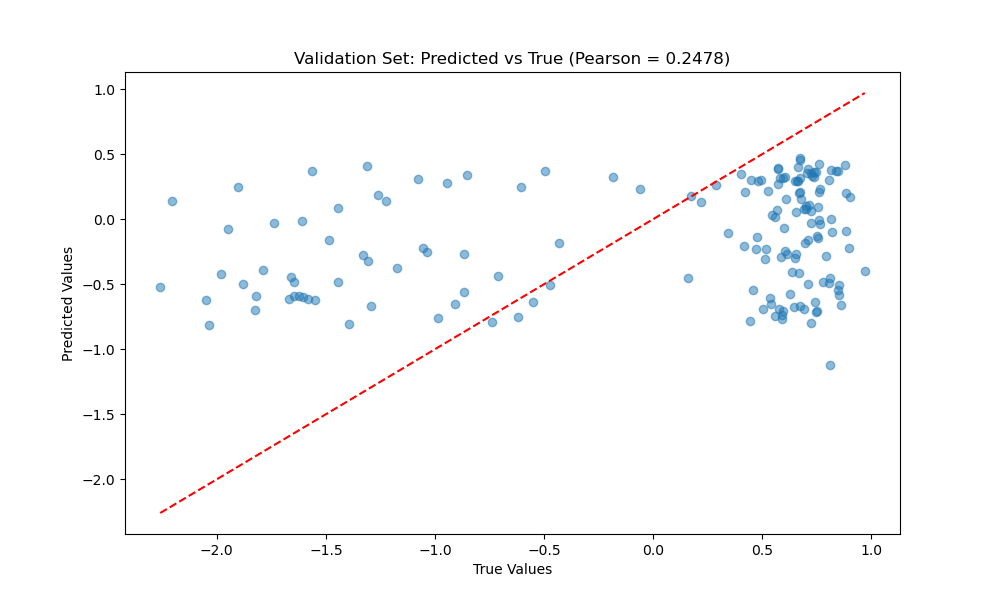 Validation Set: Predicted vs True (Pearson = 0.2478)
1.0
0.5
0.0
−0.5
−1.0
−1.5
−2.0
Predicted Values
−2.0 −1.5 −1.0 −0.5 0.0 0.5 1.0
True Values